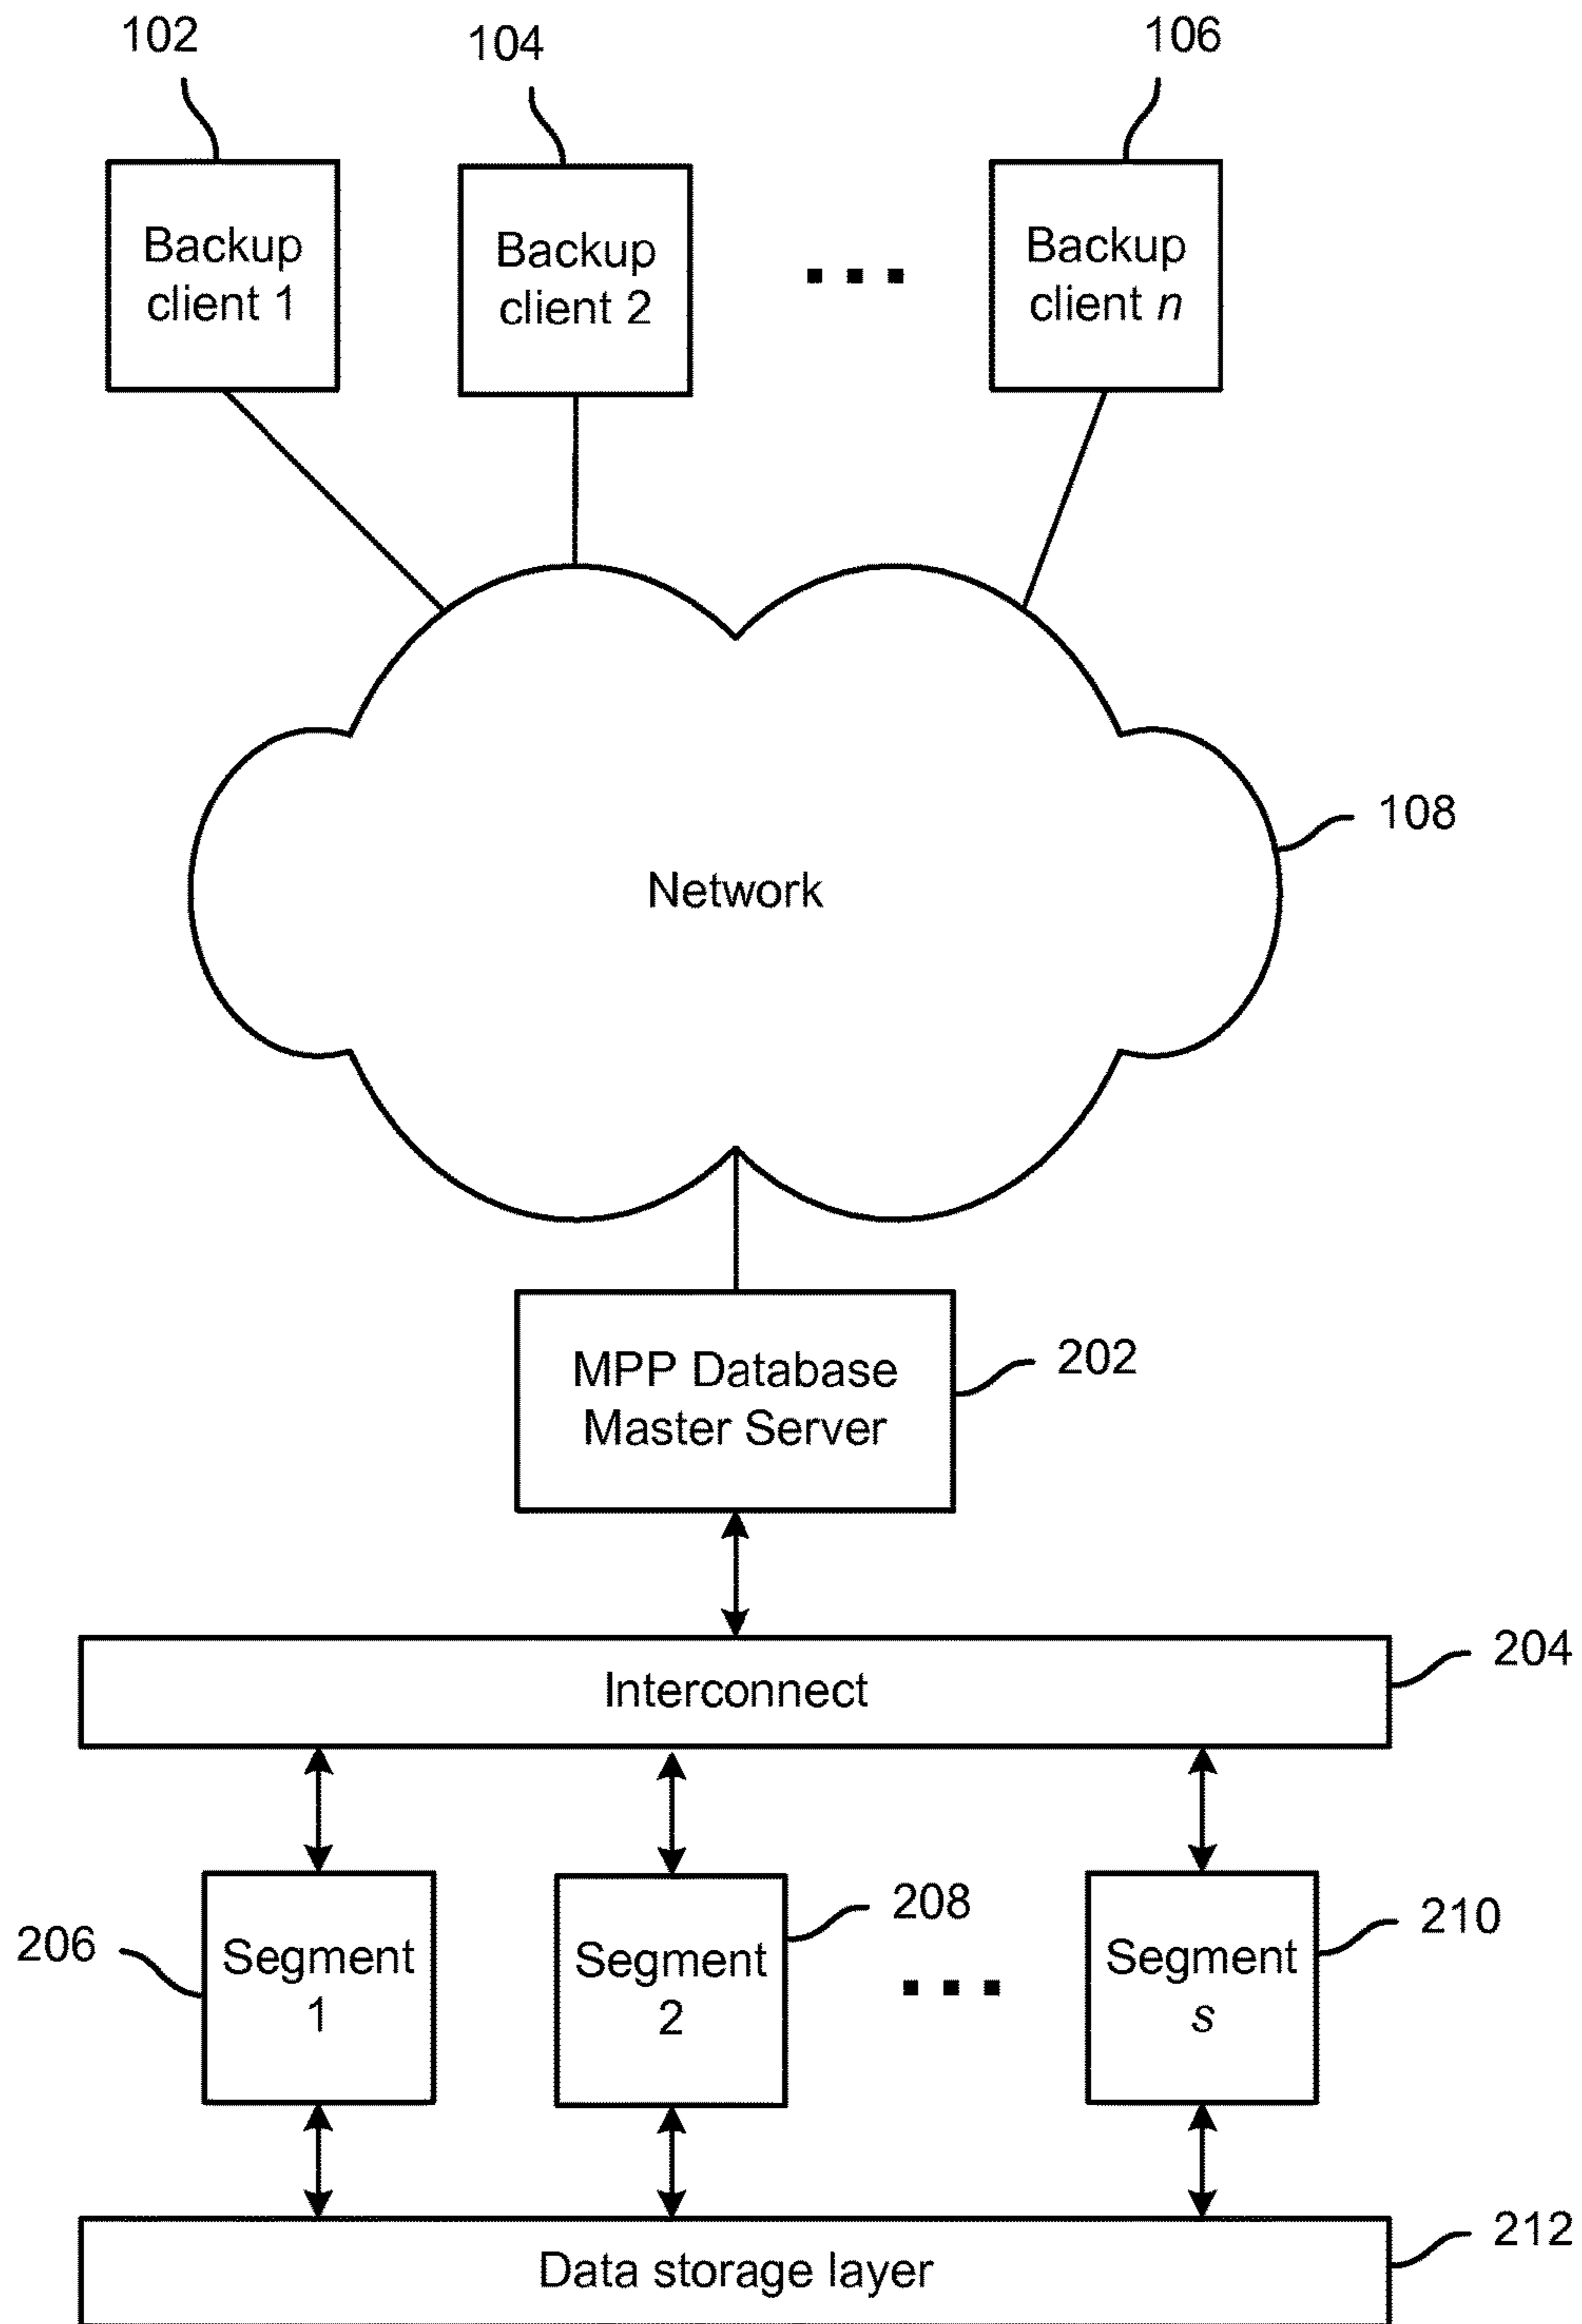 102
104
106
Backup
client 1
Backup
client 2
Backup
client n
108
Network
MPP Database
Master Server
202
Interconnect
204
206
Segment
1
Segment
2
208
Segment
s
210
Data storage layer
212